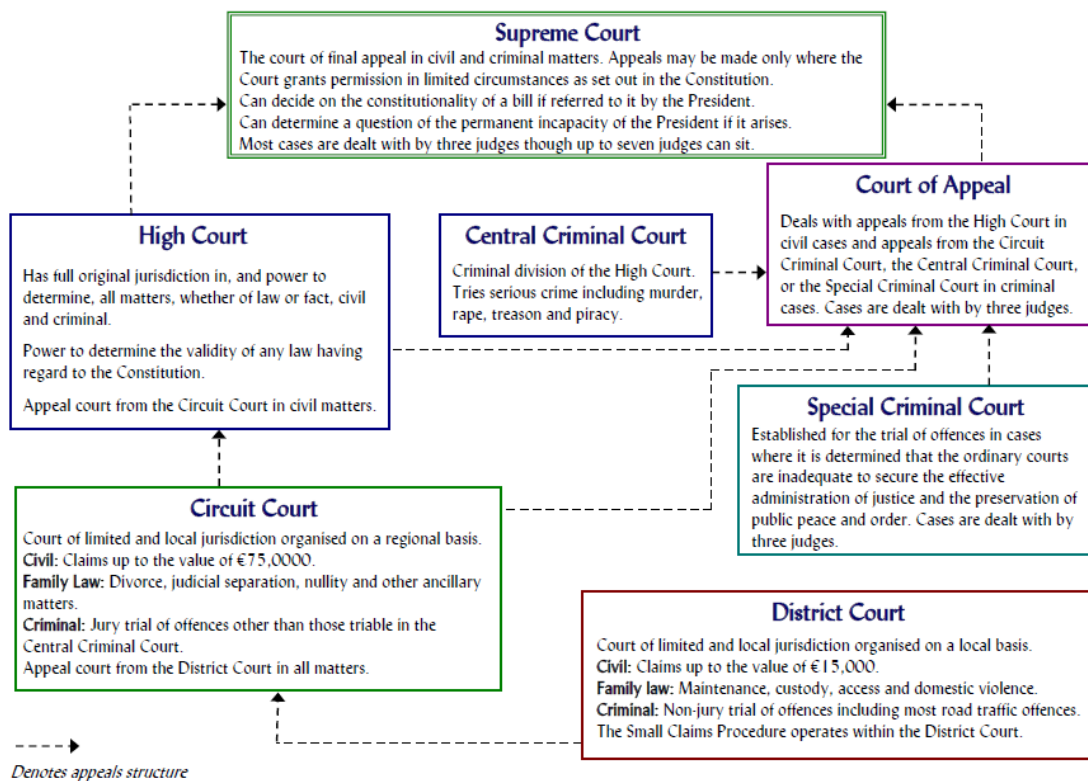 Supreme Court
The court of final appeal in civil and criminal matters. Appeals may be made only where the
Court grants permission in limited circumstances as set out in the Constitution.
Can decide on the constitutionality of a bill if referred to it by the President.
Can determine a question of the permanent incapacity of the President if it arises.
Most cases are dealt with by three judges though up to seven judges can sit.
Court of Appeal
Deals with appeals from the High Court in
civil cases and appeals from the Circuit
Criminal Court, the Central Criminal Court,
or the Special Criminal Court in criminal
cases. Cases are dealt with by three judges.
High Court
Has full original jurisdiction in, and power to
determine, all matters, whether of law or fact, civil
and criminal.
Power to determine the validity of any law having
regard to the Constitution.
Appeal court from the Circuit Court in civil matters.
Central Criminal Court
Criminal division of the High Court.
Tries serious crime including murder,
rape, treason and piracy.
Special Criminal Court
Established for the trial of offences in cases
where it is determined that the ordinary courts
are inadequate to secure the effective
administration of justice and the preservation of
public peace and order. Cases are dealt with by
three judges.
Circuit Court
Court of limited and local jurisdiction organised on a regional basis.
Civil: Claims up to the value of €75,0000.
Family Law: Divorce, judicial separation, nullity and other ancillary
matters.
Criminal: Jury trial of offences other than those triable in the
Central Criminal Court.
Appeal court from the District Court in all matters.
District Court
Court of limited and local jurisdiction organised on a local basis.
Civil: Claims up to the value of €15,000.
Family law: Maintenance, custody, access and domestic violence.
Criminal: Non-jury trial of offences including most road traffic offences.
The Small Claims Procedure operates within the District Court.
Denotes appeals structure